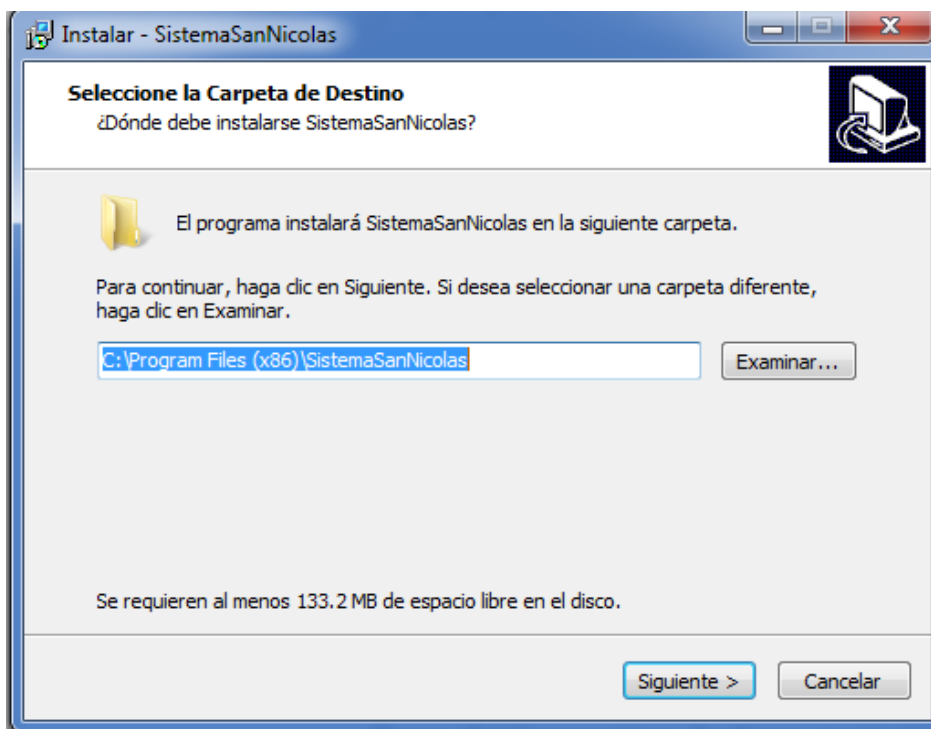 Instalar - SistemaSanNicolas
Seleccione la Carpeta de Destino
¿Dónde debe instalarse SistemaSanNicolas?
El programa instalará SistemaSanNicolas en la siguiente carpeta.
Para continuar, haga clic en Siguiente. Si desea seleccionar una carpeta diferente,
haga clic en Examinar.
C:\Program Files (x86)\SistemaSanNicolas
Examinar...
Se requieren al menos 133.2 MB de espacio libre en el disco.
Siguiente >
Cancelar